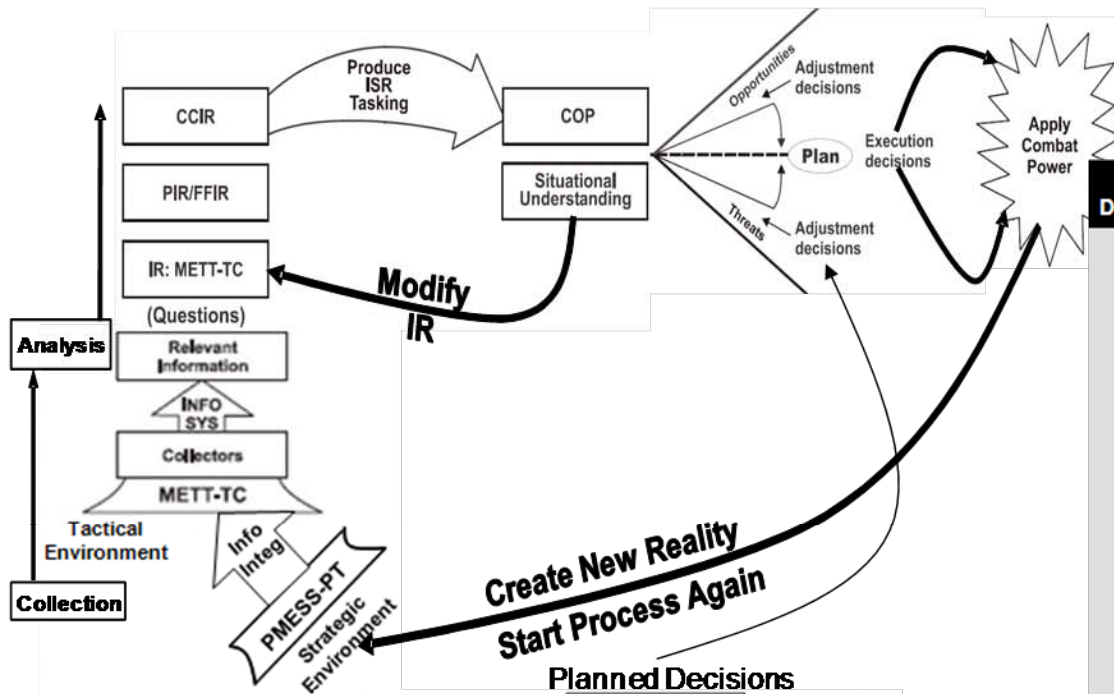 Produce
ISR
Tasking
CCIR
COP
PIR/FFIR
Situational
Understanding
IR: METT-TC
(Questions)
Modify
IR
Opportunities
Adjustment
decisions
Plan
Execution
decisions
Threats
Adjustment
decisions
Apply
Combat
Power
D
Analysis
Relevant
Information
INFO
SYS
Collectors
METT-TC
Tactical
Environment
Info
Integ
Collection
PMESS-PT
Strategic
Environment
Create New Reality
Start Process Again
Planned Decisions